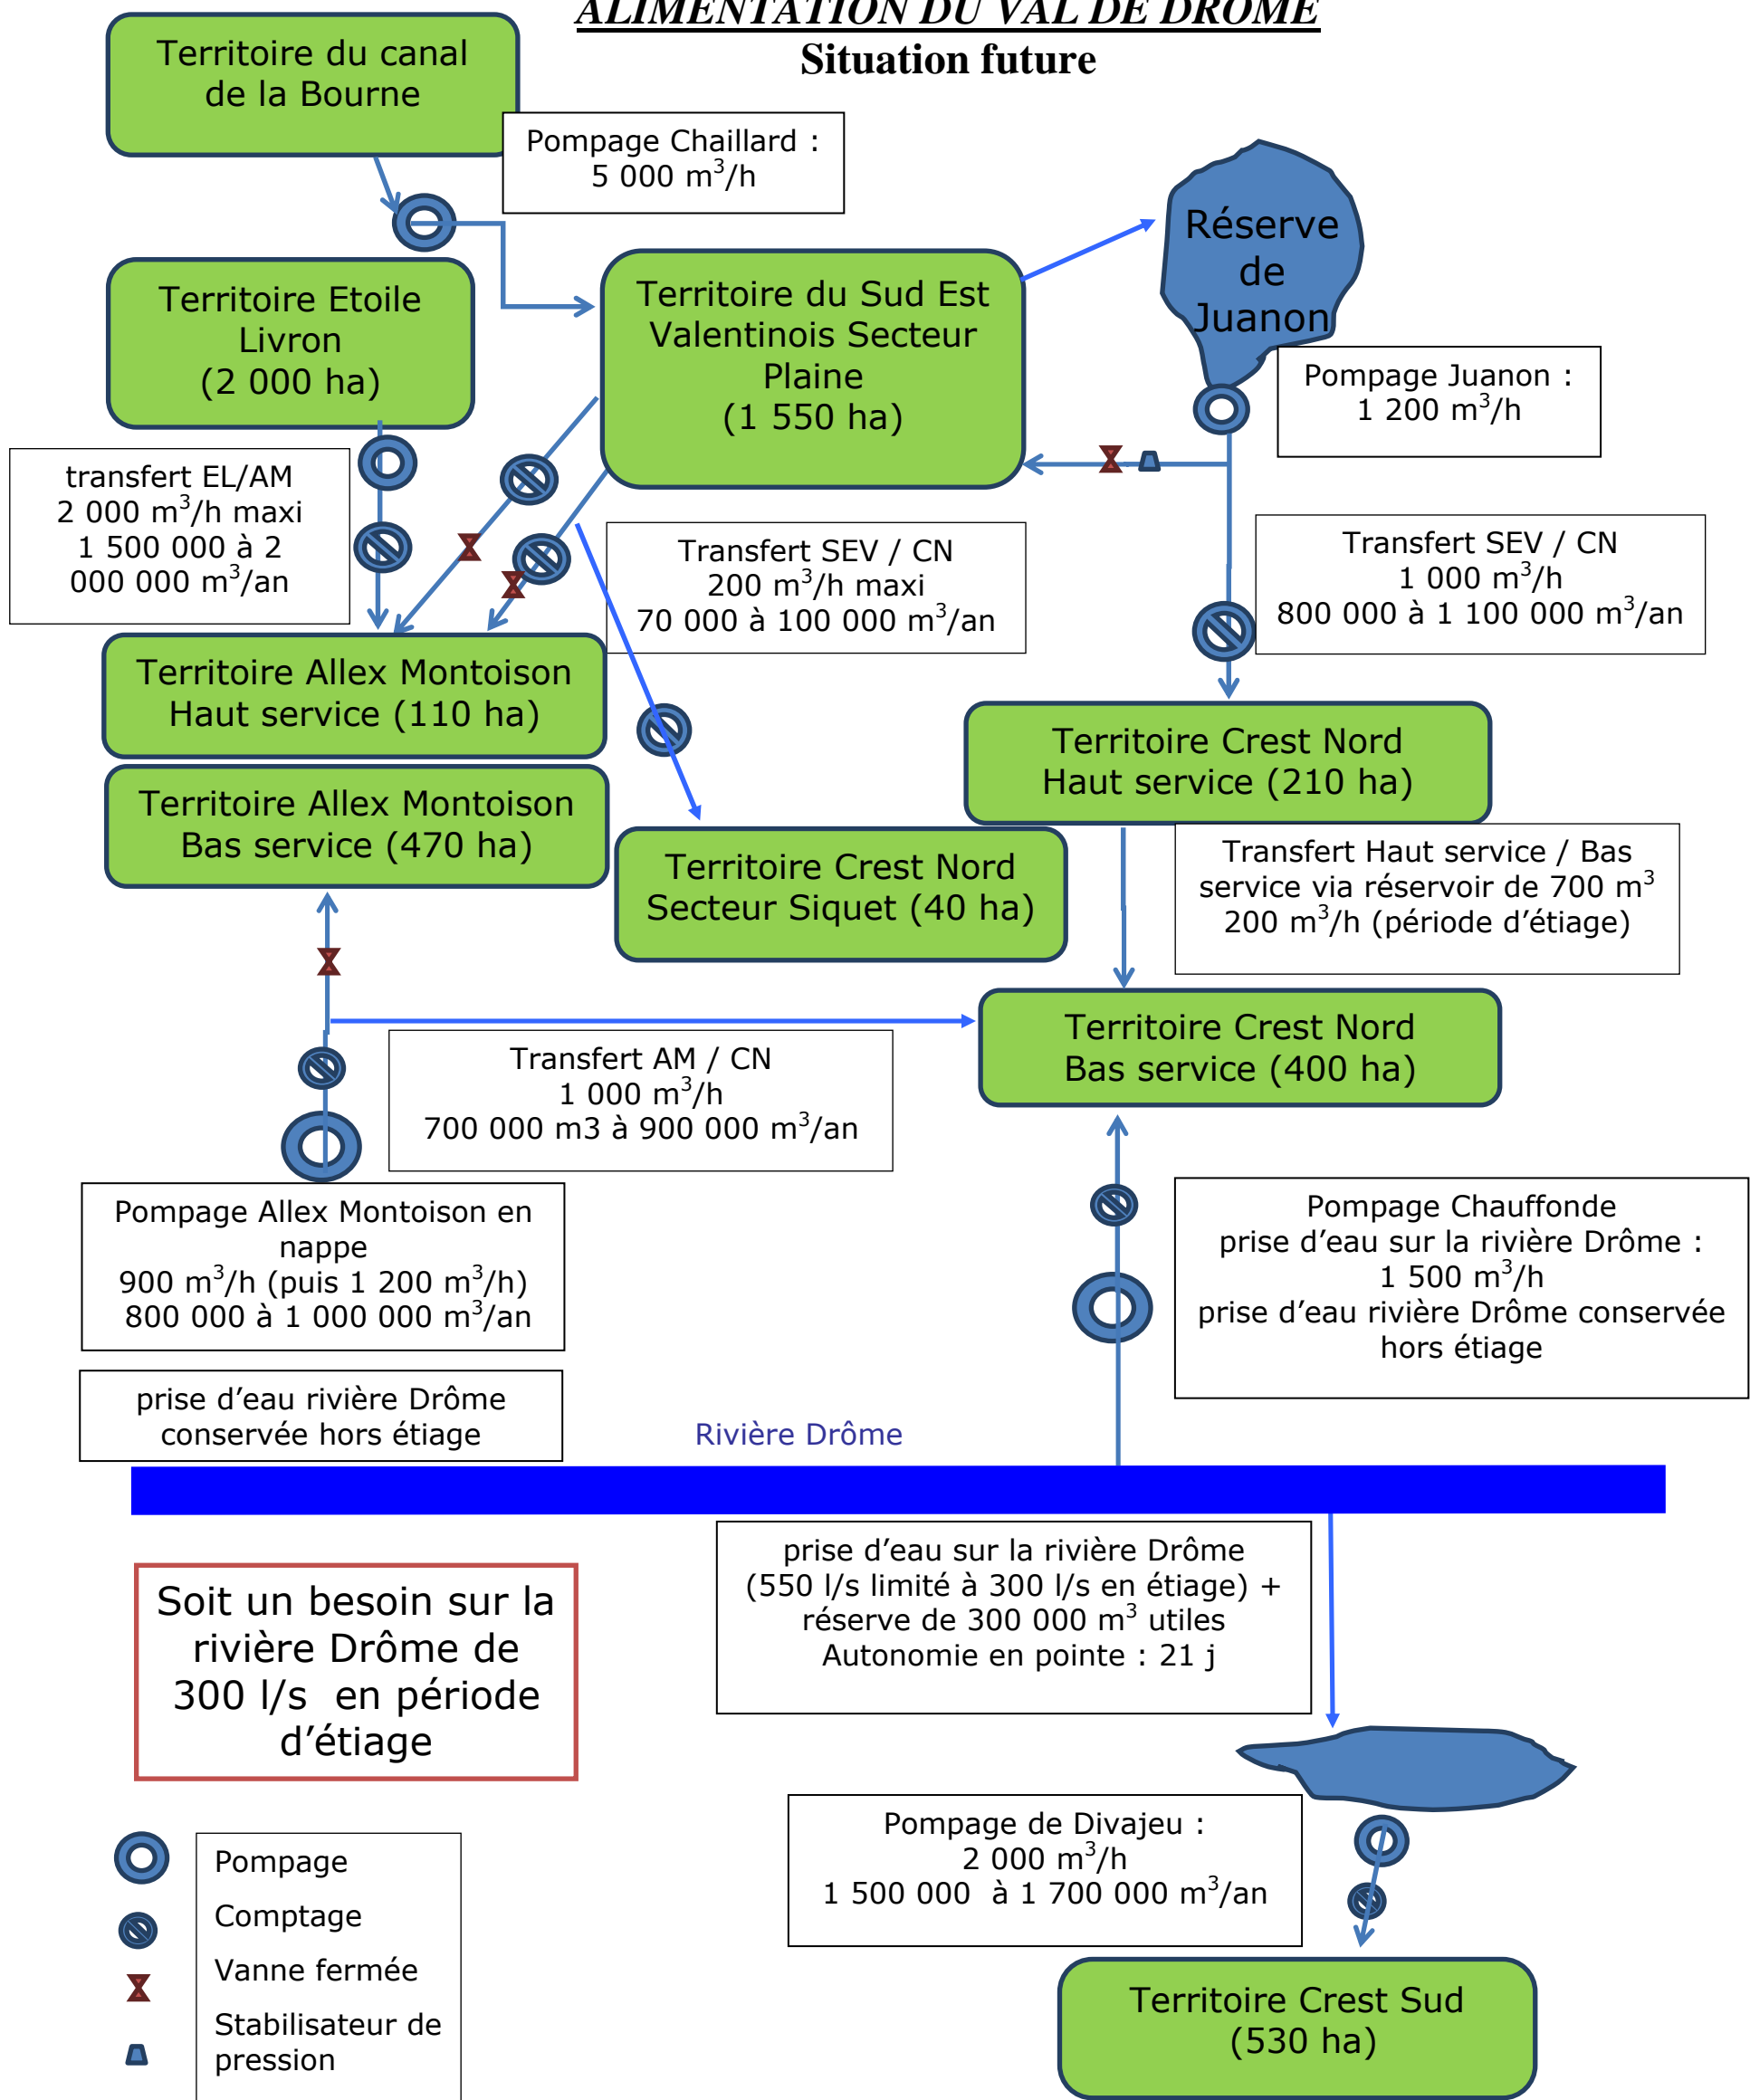 ALIMENTATION DU VAL DE DROME
Situation future
Territoire du canal
de la Bourne
Pompage Chaillard :
5 000 m³/h
Réserve
de
Juanon
Territoire Etoile
Livron
(2 000 ha)
Territoire du Sud Est
Valentinois Secteur
Plaine
(1 550 ha)
Pompage Juanon :
1 200 m³/h
transfert EL/AM
2 000 m³/h maxi
1 500 000 à 2
000 000 m³/an
Transfert SEV / CN
200 m³/h maxi
70 000 à 100 000 m³/an
Transfert SEV / CN
1 000 m³/h
800 000 à 1 100 000 m³/an
Territoire Allex Montoison
Haut service (110 ha)
Territoire Allex Montoison
Bas service (470 ha)
Territoire Crest Nord
Haut service (210 ha)
Territoire Crest Nord
Secteur Siquet (40 ha)
Transfert Haut service / Bas
service via réservoir de 700 m³
200 m³/h (période d’étiage)
Territoire Crest Nord
Bas service (400 ha)
Transfert AM / CN
1 000 m³/h
700 000 m3 à 900 000 m³/an
Pompage Allex Montoison en
nappe
900 m³/h (puis 1 200 m³/h)
800 000 à 1 000 000 m³/an
Pompage Chauffonde
prise d’eau sur la rivière Drôme :
1 500 m³/h
prise d’eau rivière Drôme conservée
hors étiage
prise d’eau rivière Drôme
conservée hors étiage
Rivière Drôme
prise d’eau sur la rivière Drôme
(550 l/s limité à 300 l/s en étiage) +
réserve de 300 000 m³ utiles
Autonomie en pointe : 21 j
Soit un besoin sur la
rivière Drôme de
300 l/s en période
d’étiage
Pompage de Divajeu :
2 000 m³/h
1 500 000 à 1 700 000 m³/an
Pompage
Comptage
Vanne fermée
Stabilisateur de
pression
Territoire Crest Sud
(530 ha)